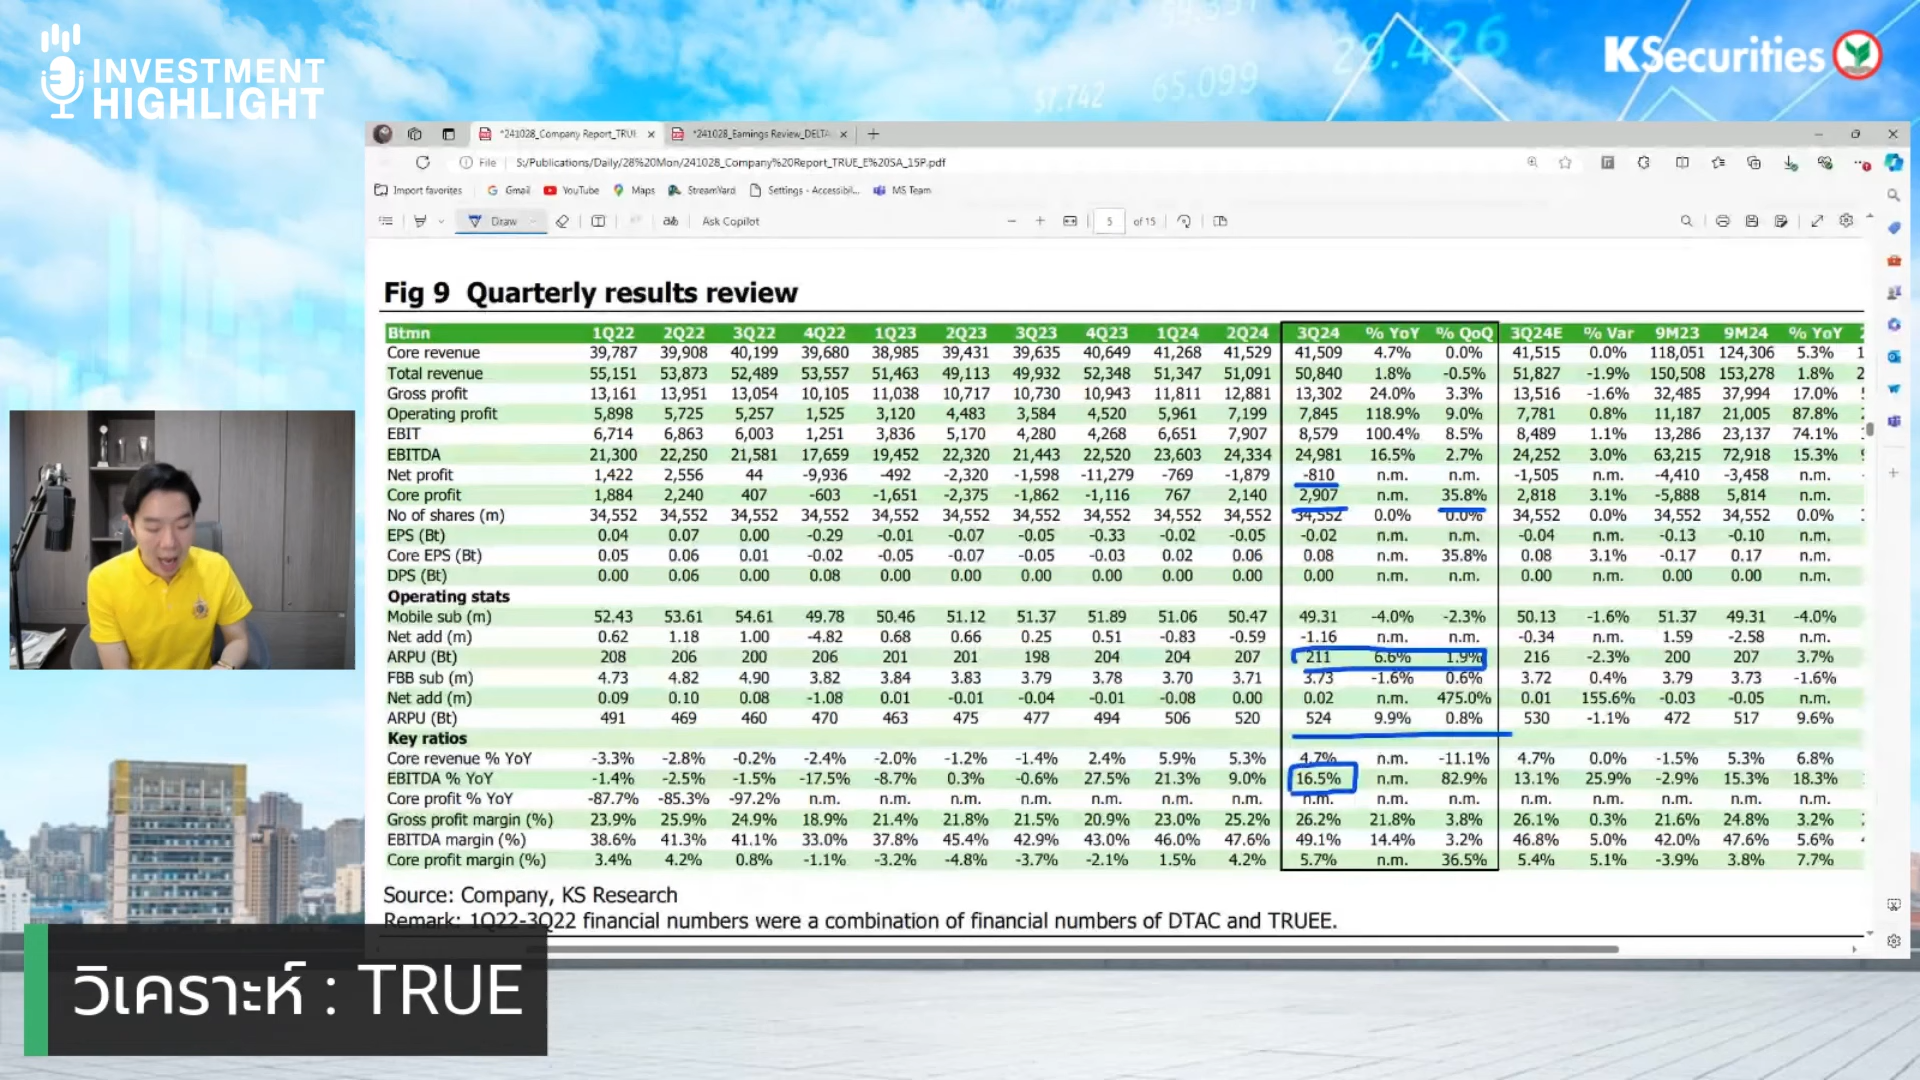 INVESTMENT
HIGHLIGHT
KSecurities
29.426
65.099
57.742
*241028_Company Report_TRUE
*241028_Earnings Review_DELTA
File S:/Publications/Daily/28%20Mon/241028_Company%20Report_TRUE_E%20SA_15P.pdf
Import favorites Gmail YouTube Maps StreamYard Settings - Accessibil... MS Team
Draw Ask Copilot 5 of 15
Fig 9 Quarterly results review
Btmn 1Q22 2Q22 3Q22 4Q22 1Q23 2Q23 3Q23 4Q23 1Q24 2Q24 3Q24 % YoY % QoQ 3Q24E % Var 9M23 9M24 % YoY
Core revenue 39,787 39,908 40,199 39,680 38,985 39,431 39,635 40,649 41,268 41,529 41,509 4.7% 0.0% 41,515 0.0% 118,051 124,306 5.3%
Total revenue 55,151 53,873 52,489 53,557 51,463 49,113 49,932 52,348 51,347 51,091 50,840 1.8% -0.5% 51,827 -1.9% 150,508 153,278 1.8%
Gross profit 13,161 13,951 13,054 10,105 11,038 10,717 10,730 10,943 11,811 12,881 13,302 24.0% 3.3% 13,516 -1.6% 32,485 37,994 17.0%
Operating profit 5,898 5,725 5,257 1,525 3,120 4,483 3,584 4,520 5,961 7,199 7,845 118.9% 9.0% 7,781 0.8% 11,187 21,005 87.8%
EBIT 6,714 6,863 6,003 1,251 3,836 5,170 4,280 4,268 6,651 7,907 8,579 100.4% 8.5% 8,489 1.1% 13,286 23,137 74.1%
EBITDA 21,300 22,250 21,581 17,659 19,452 22,320 21,443 22,520 23,603 24,334 24,981 16.5% 2.7% 24,252 3.0% 63,215 72,918 15.3%
Net profit 1,422 2,556 44 -9,936 -492 -2,320 -1,598 -11,279 -769 -1,879 -810 n.m. n.m. -1,505 n.m. -4,410 -3,458 n.m.
Core profit 1,884 2,240 407 -603 -1,651 -2,375 -1,862 -1,116 767 2,140 2,907 n.m. 35.8% 2,818 3.1% -5,888 5,814 n.m.
No of shares (m) 34,552 34,552 34,552 34,552 34,552 34,552 34,552 34,552 34,552 34,552 34,552 0.0% 0.0% 34,552 0.0% 34,552 34,552 0.0%
EPS (Bt) 0.04 0.07 0.00 -0.29 -0.01 -0.07 -0.05 -0.33 -0.02 -0.05 -0.02 n.m. n.m. -0.04 n.m. -0.13 -0.10 n.m.
Core EPS (Bt) 0.05 0.06 0.01 -0.02 -0.05 -0.07 -0.05 -0.03 0.02 0.06 0.08 n.m. 35.8% 0.08 3.1% -0.17 0.17 n.m.
DPS (Bt) 0.00 0.06 0.00 0.08 0.00 0.00 0.00 0.00 0.00 0.00 0.00 n.m. n.m. 0.00 n.m. 0.00 0.00 n.m.
Operating stats
Mobile sub (m) 52.43 53.61 54.61 49.78 50.46 51.12 51.37 51.89 51.06 50.47 49.31 -4.0% -2.3% 50.13 -1.6% 51.37 49.31 -4.0%
Net add (m) 0.62 1.18 1.00 -4.82 0.68 0.66 0.25 0.51 -0.83 -0.59 -1.16 n.m. n.m. -0.34 n.m. 1.59 -2.58 n.m.
ARPU (Bt) 208 206 200 206 201 201 198 204 204 207 211 6.6% 1.9% 216 -2.3% 200 207 3.7%
FBB sub (m) 4.73 4.82 4.90 3.82 3.84 3.83 3.79 3.78 3.70 3.71 3.73 -1.6% 0.6% 3.72 0.4% 3.79 3.73 -1.6%
Net add (m) 0.09 0.10 0.08 -1.08 0.01 -0.01 -0.04 -0.01 -0.08 0.00 0.02 n.m. 475.0% 0.01 155.6% -0.03 -0.05 n.m.
ARPU (Bt) 491 469 460 470 463 475 477 494 506 520 524 9.9% 0.8% 530 -1.1% 472 517 9.6%
Key ratios
Core revenue % YoY -3.3% -2.8% -0.2% -2.4% -2.0% -1.2% -1.4% 2.4% 5.9% 5.3% 4.7% n.m. -11.1% 4.7% 0.0% -1.5% 5.3% 6.8%
EBITDA % YoY -1.4% -2.5% -1.5% -17.5% -8.7% 0.3% -0.6% 27.5% 21.3% 9.0% 16.5% n.m. 82.9% 13.1% 25.9% -2.9% 15.3% 18.3%
Core profit % YoY -87.7% -85.3% -97.2% n.m. n.m. n.m. n.m. n.m. n.m. n.m. n.m. n.m. n.m. n.m. n.m. n.m. n.m. n.m.
Gross profit margin (%) 23.9% 25.9% 24.9% 18.9% 21.4% 21.8% 21.5% 20.9% 23.0% 25.2% 26.2% 21.8% 3.8% 26.1% 0.3% 21.6% 24.8% 3.2%
EBITDA margin (%) 38.6% 41.3% 41.1% 33.0% 37.8% 45.4% 42.9% 43.0% 46.0% 47.6% 49.1% 14.4% 3.2% 46.8% 5.0% 42.0% 47.6% 5.6%
Core profit margin (%) 3.4% 4.2% 0.8% -1.1% -3.2% -4.8% -3.7% -2.1% 1.5% 4.2% 5.7% n.m. 36.5% 5.4% 5.1% -3.9% 3.8% 7.7%
Source: Company, KS Research
Remark: 1Q22-3Q22 financial numbers were a combination of financial numbers of DTAC and TRUEE.
วิเคราะห์ : TRUE